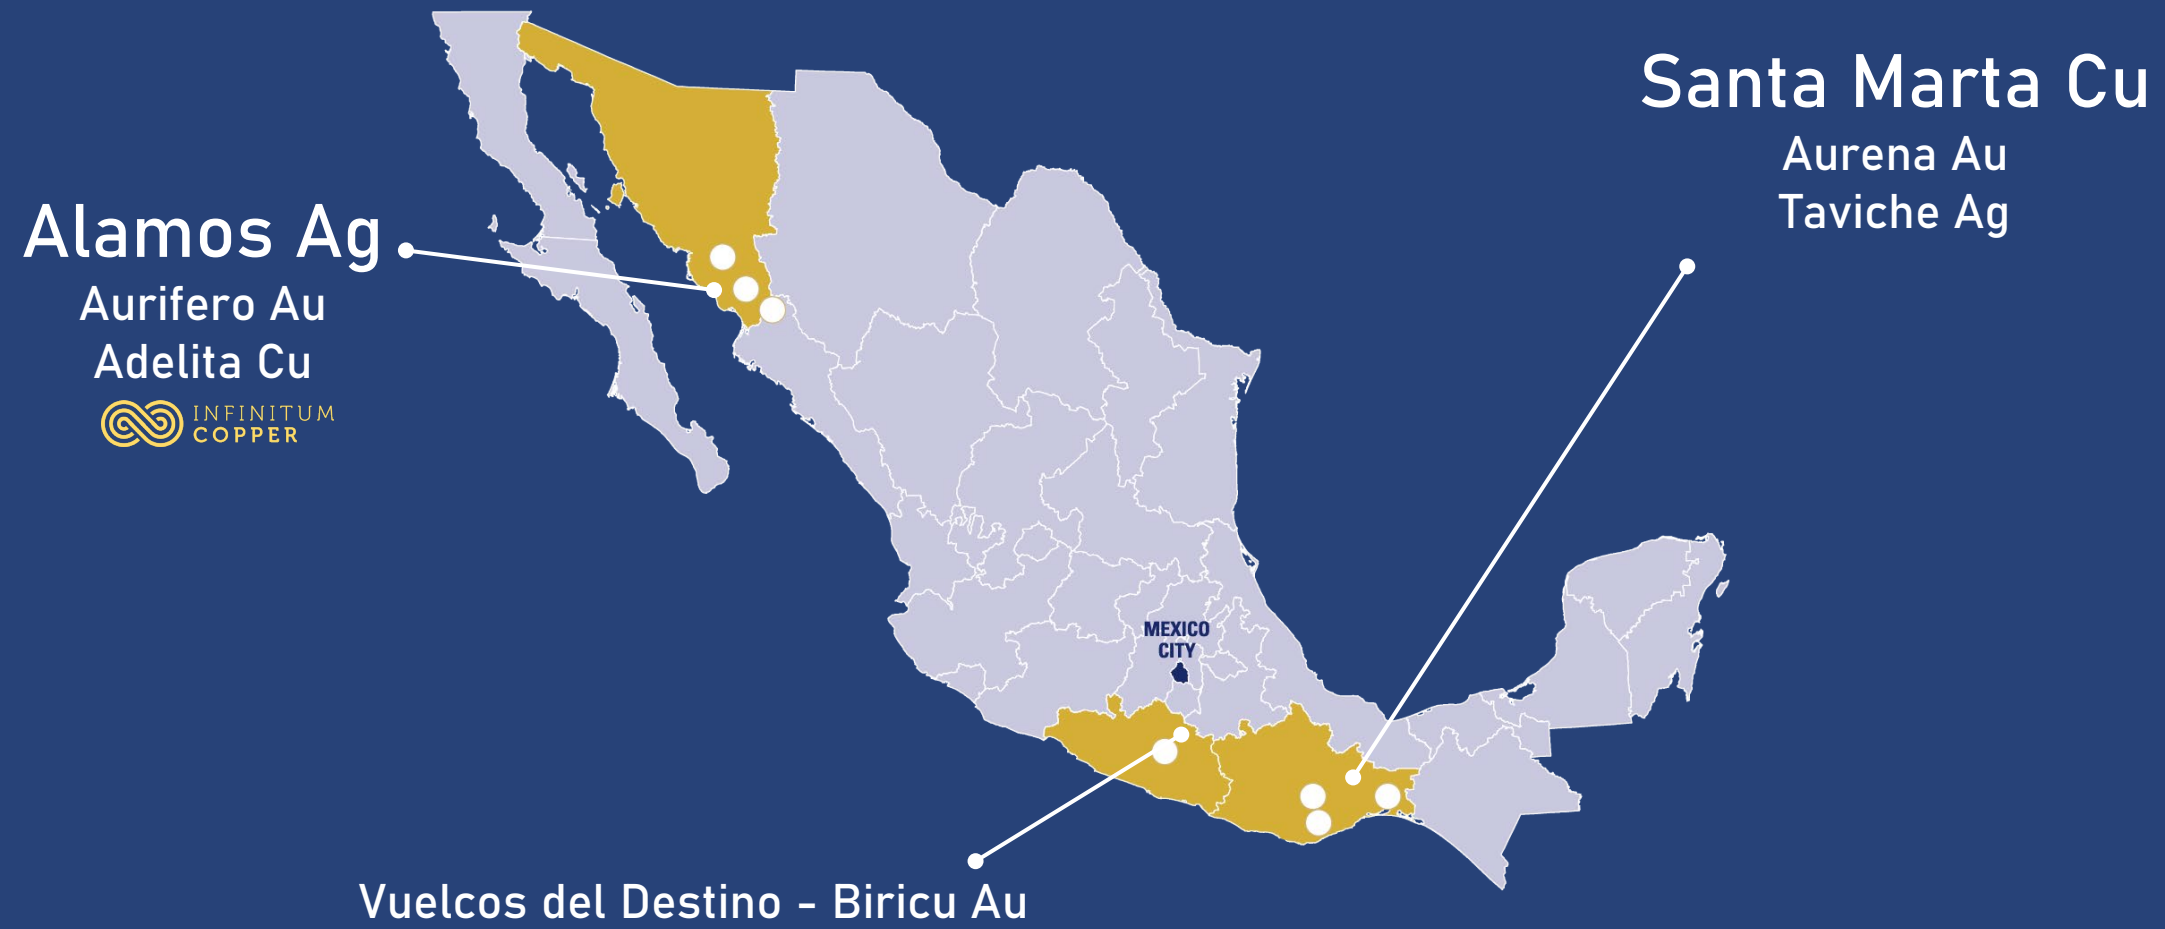 Santa Marta Cu
Aurena Au
Taviche Ag
Alamos Ag
Aurifero Au
Adelita Cu
INFINITUM
COPPER
MEXICO
CITY
Vuelcos del Destino - Biricu Au